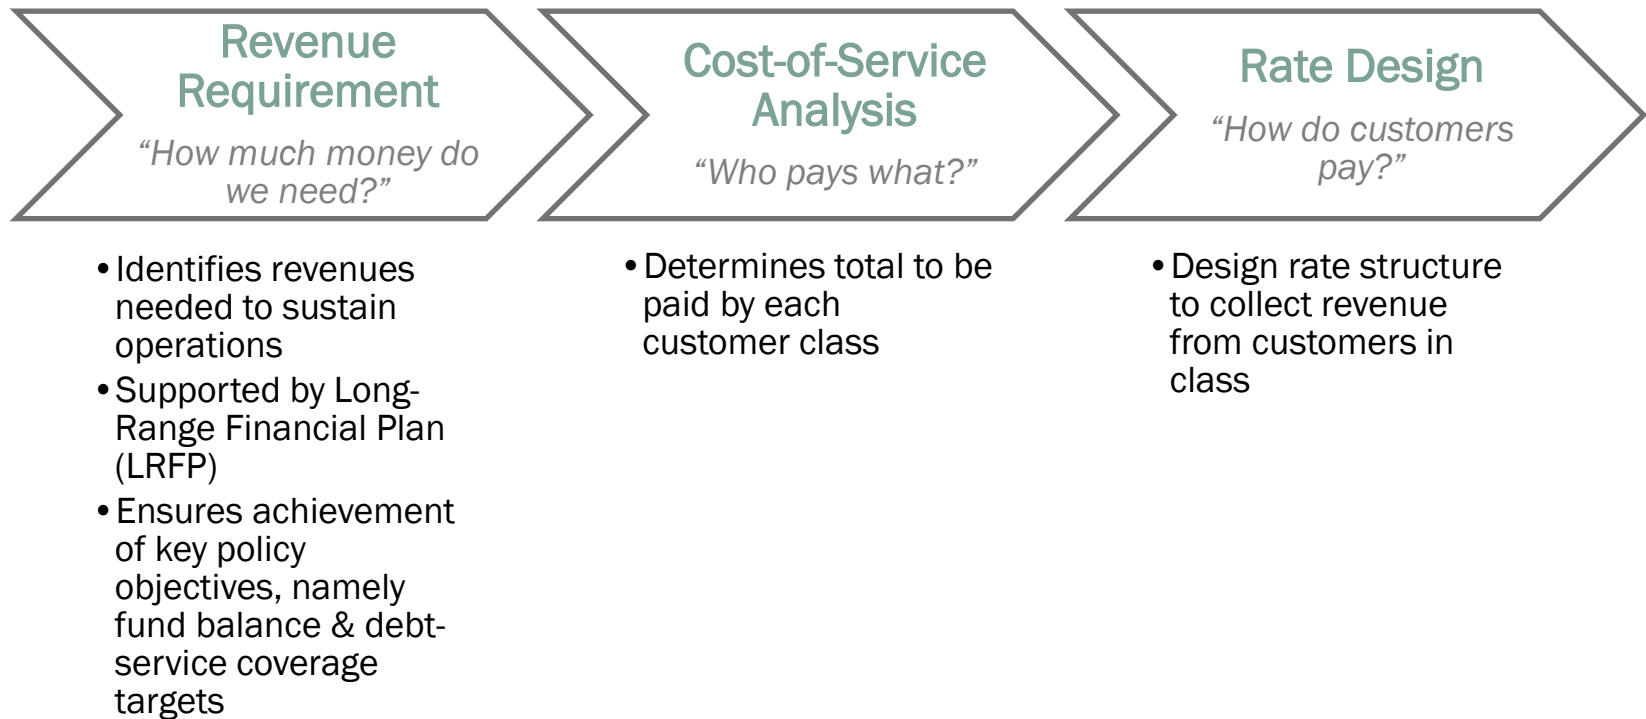 Revenue
Requirement
“How much money do
we need?”
•Identifies revenues
needed to sustain
operations
•Supported by Long-
Range Financial Plan
(LRFP)
•Ensures achievement
of key policy
objectives, namely
fund balance & debt-
service coverage
targets
Cost-of-Service
Analysis
“Who pays what?”
•Determines total to be
paid by each
customer class
Rate Design
“How do customers
pay?”
•Design rate structure
to collect revenue
from customers in
class